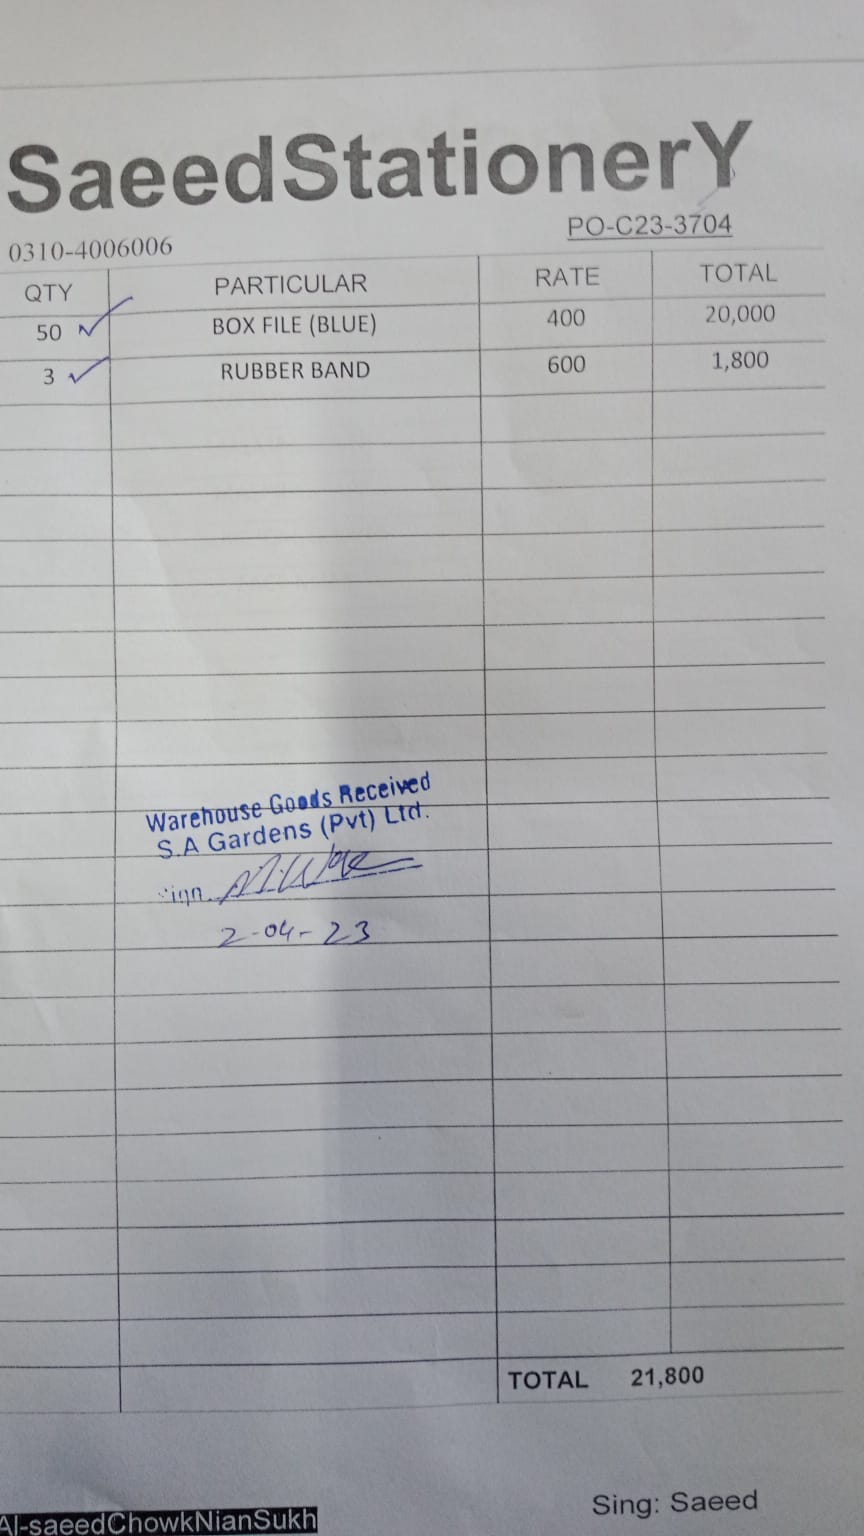 SaeedStationerY
0310-4006006 PO-C23-3704
QTY PARTICULAR RATE TOTAL
50 BOX FILE (BLUE) 400 20,000
3 RUBBER BAND 600 1,800
Warehouse Goods Received
S.A Gardens (Pvt) Ltd.
Sign.
2-04-23
TOTAL 21,800
Sing: Saeed
Al-saeedChowkNianSukh